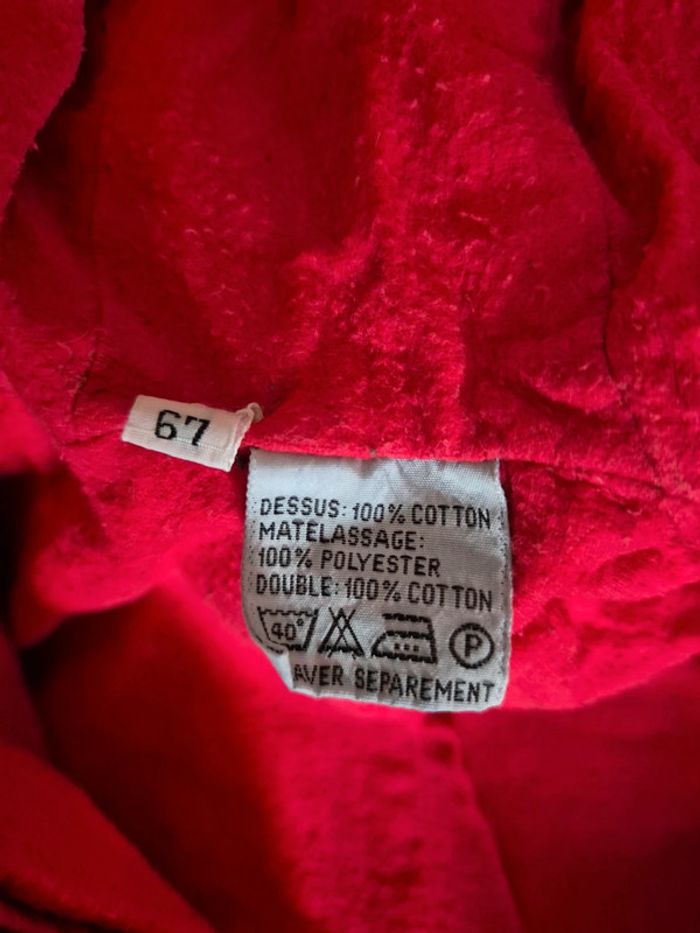 67
DESSUS: 100% COTTON
MATELASSAGE:
100% POLYESTER
DOUBLE: 100% COTTON
40°
P
AVER SEPAREMENT